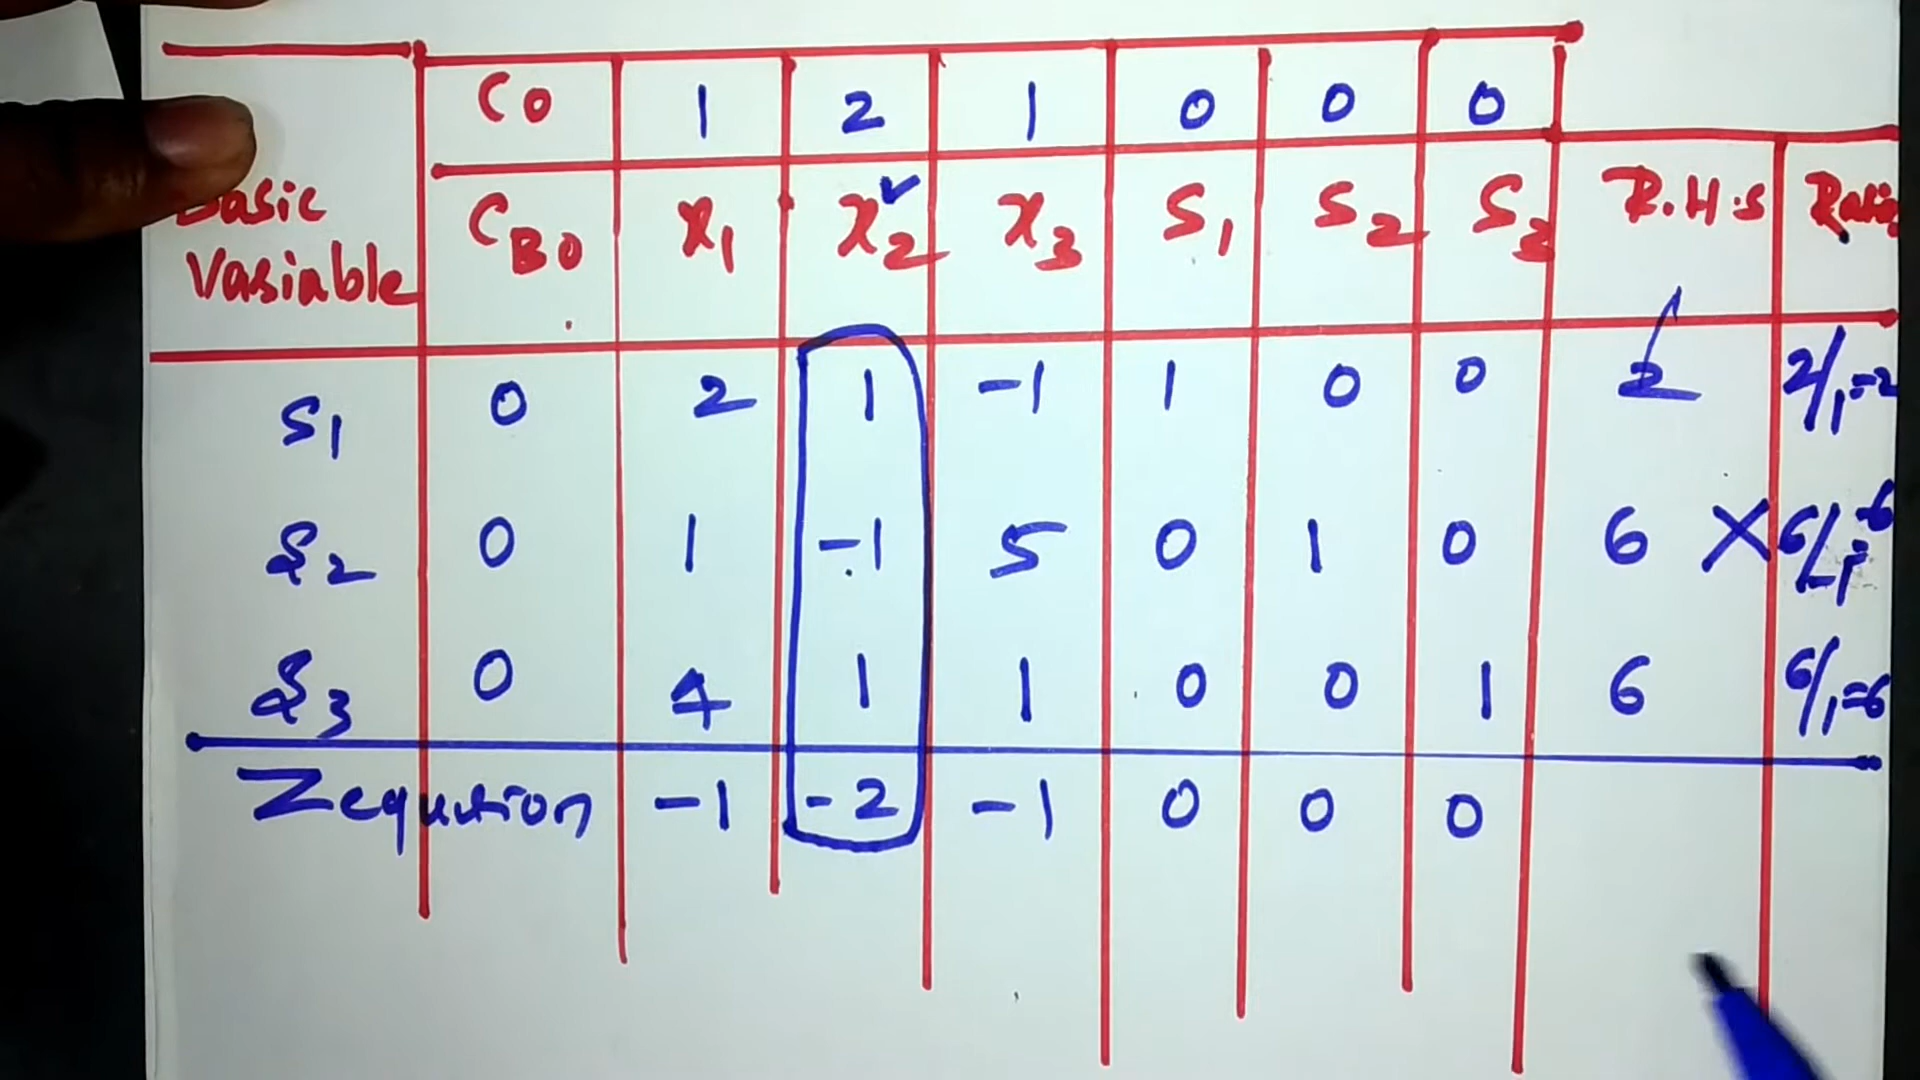 C0 1 2 1 0 0 0
Basic Variable CB0 x1 x2 ✓ x3 S1 S2 S3 R.H.S Ratio
S1 0 2 1 -1 1 0 0 2 2/1=2
S2 0 1 -1 5 0 1 0 6 X 6/-1=-6
S3 0 4 1 1 0 0 1 6 6/1=6
Zeqution -1 -2 -1 0 0 0